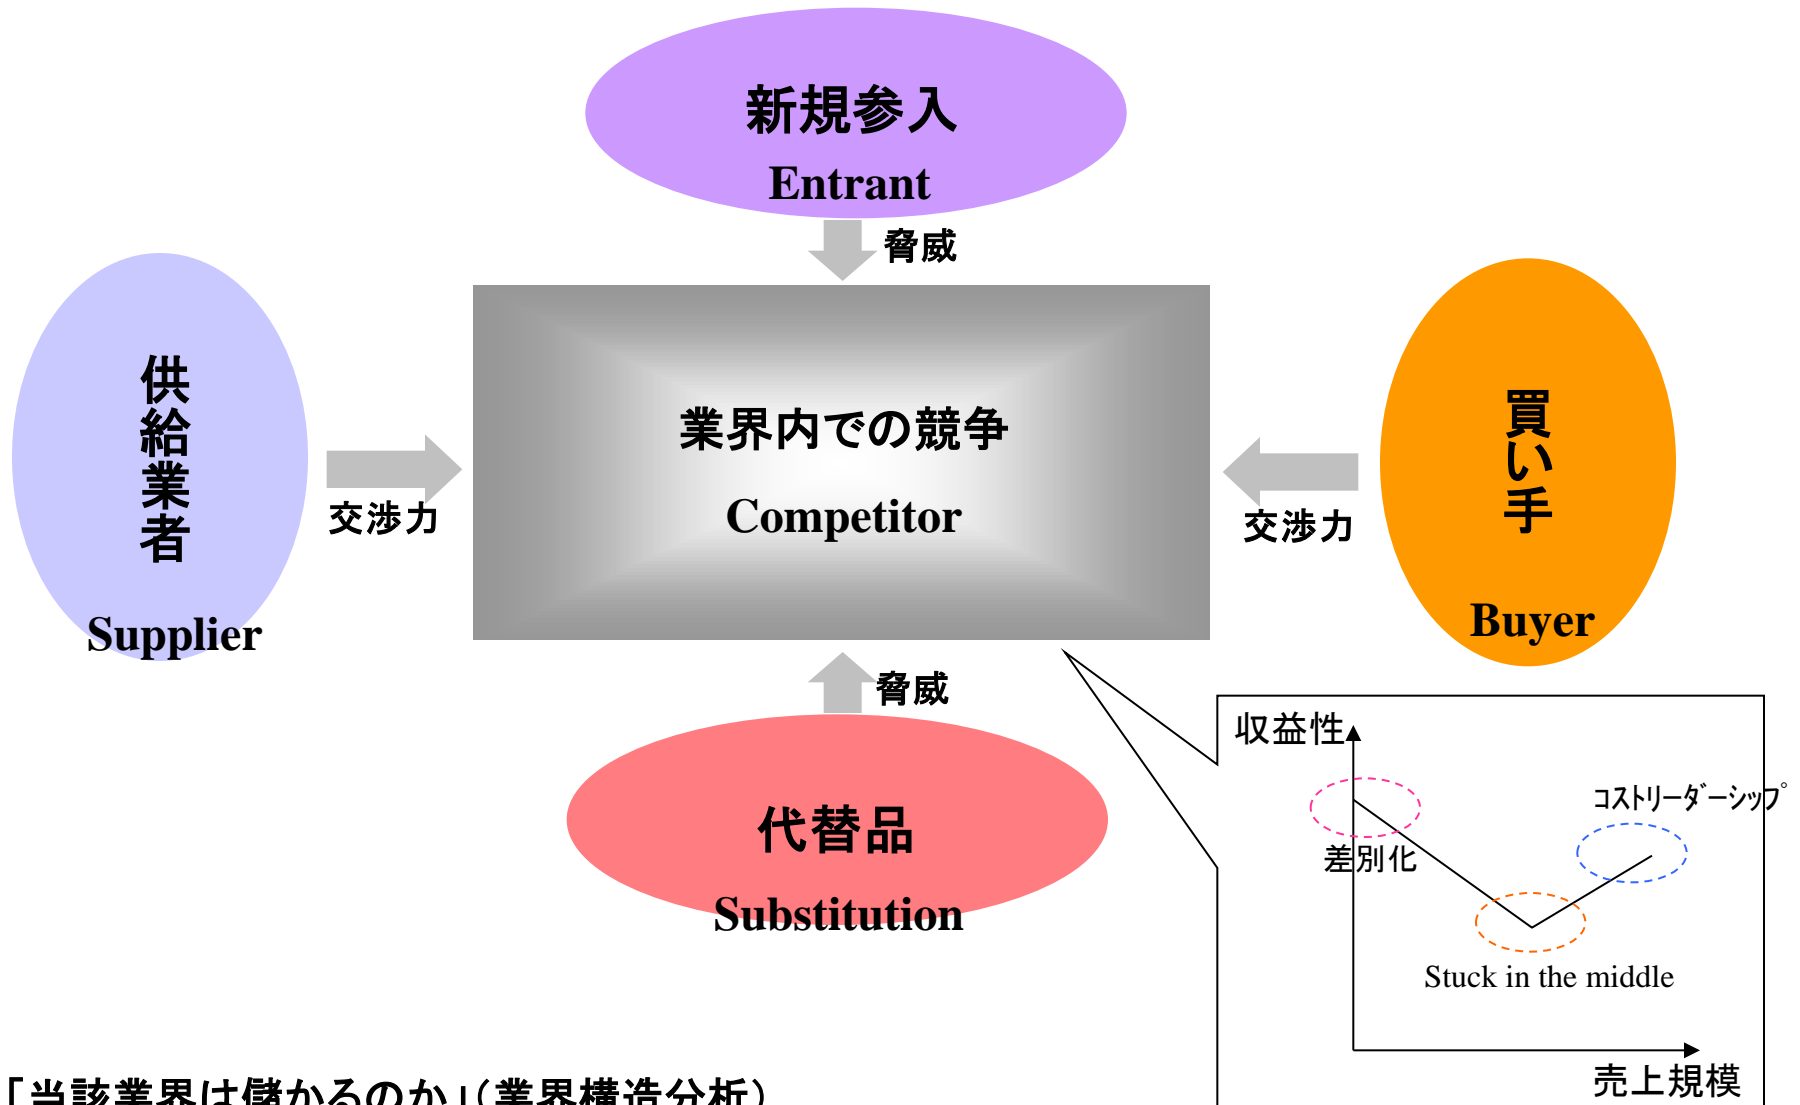 新規参入
Entrant
脅威
供給業者
Supplier
交渉力
業界内での競争
Competitor
交渉力
買い手
Buyer
脅威
代替品
Substitution
収益性
コストリーダーシップ
差別化
Stuck in the middle
売上規模
「当該業界は儲かるのか」（業界構造分析）